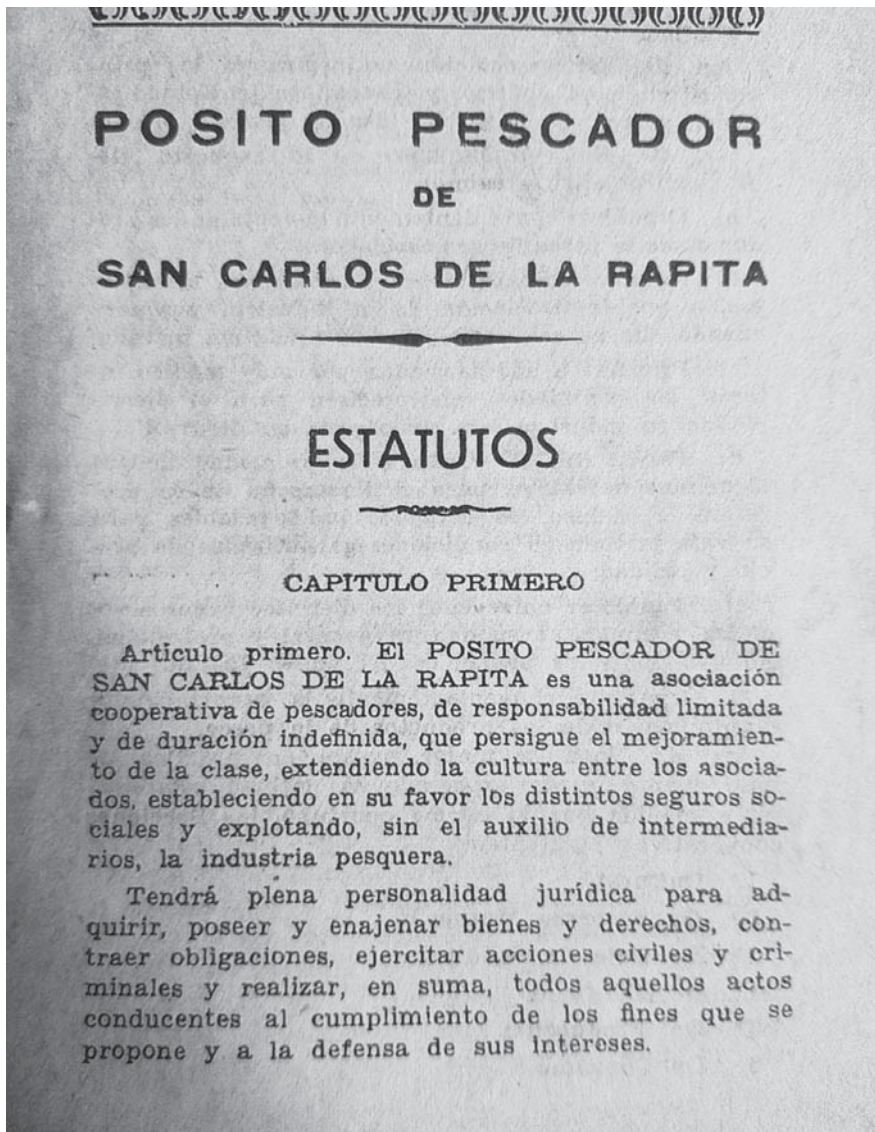 POSITO PESCADOR
DE
SAN CARLOS DE LA RAPITA
ESTATUTOS
CAPITULO PRIMERO
Articulo primero. El POSITO PESCADOR DE
SAN CARLOS DE LA RAPITA es una asociación
cooperativa de pescadores, de responsabilidad limitada
y de duración indefinida, que persigue el mejoramien-
to de la clase, extendiendo la cultura entre los asocia-
dos, estableciendo en su favor los distintos seguros so-
ciales y explotando, sin el auxilio de intermedia-
rios, la industria pesquera.
Tendrá plena personalidad jurídica para ad-
quirir, poseer y enajenar bienes y derechos, con-
traer obligaciones, ejercitar acciones civiles y cri-
minales y realizar, en suma, todos aquellos actos
conducentes al cumplimiento de los fines que se
propone y a la defensa de sus intereses.